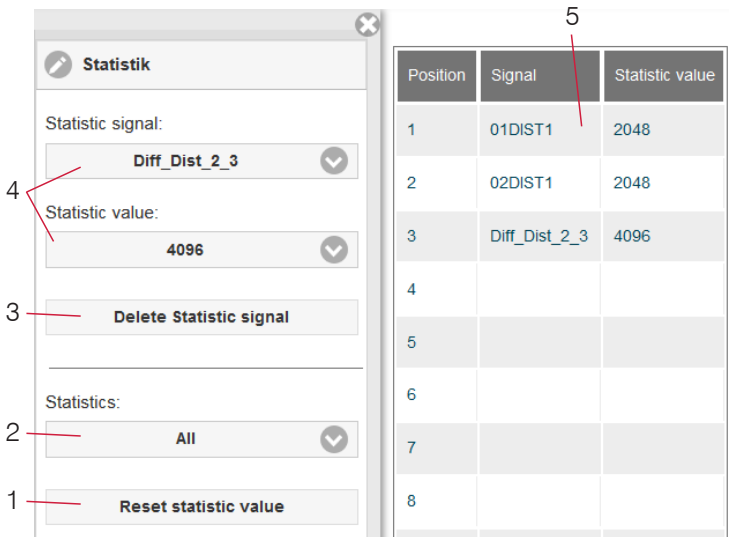 Statistik
Statistic signal:
Diff_Dist_2_3
4
Statistic value:
4096
3
Delete Statistic signal
Statistics:
2
All
1
Reset statistic value
5
Position Signal Statistic value
1 01DIST1 2048
2 02DIST1 2048
3 Diff_Dist_2_3 4096
4
5
6
7
8